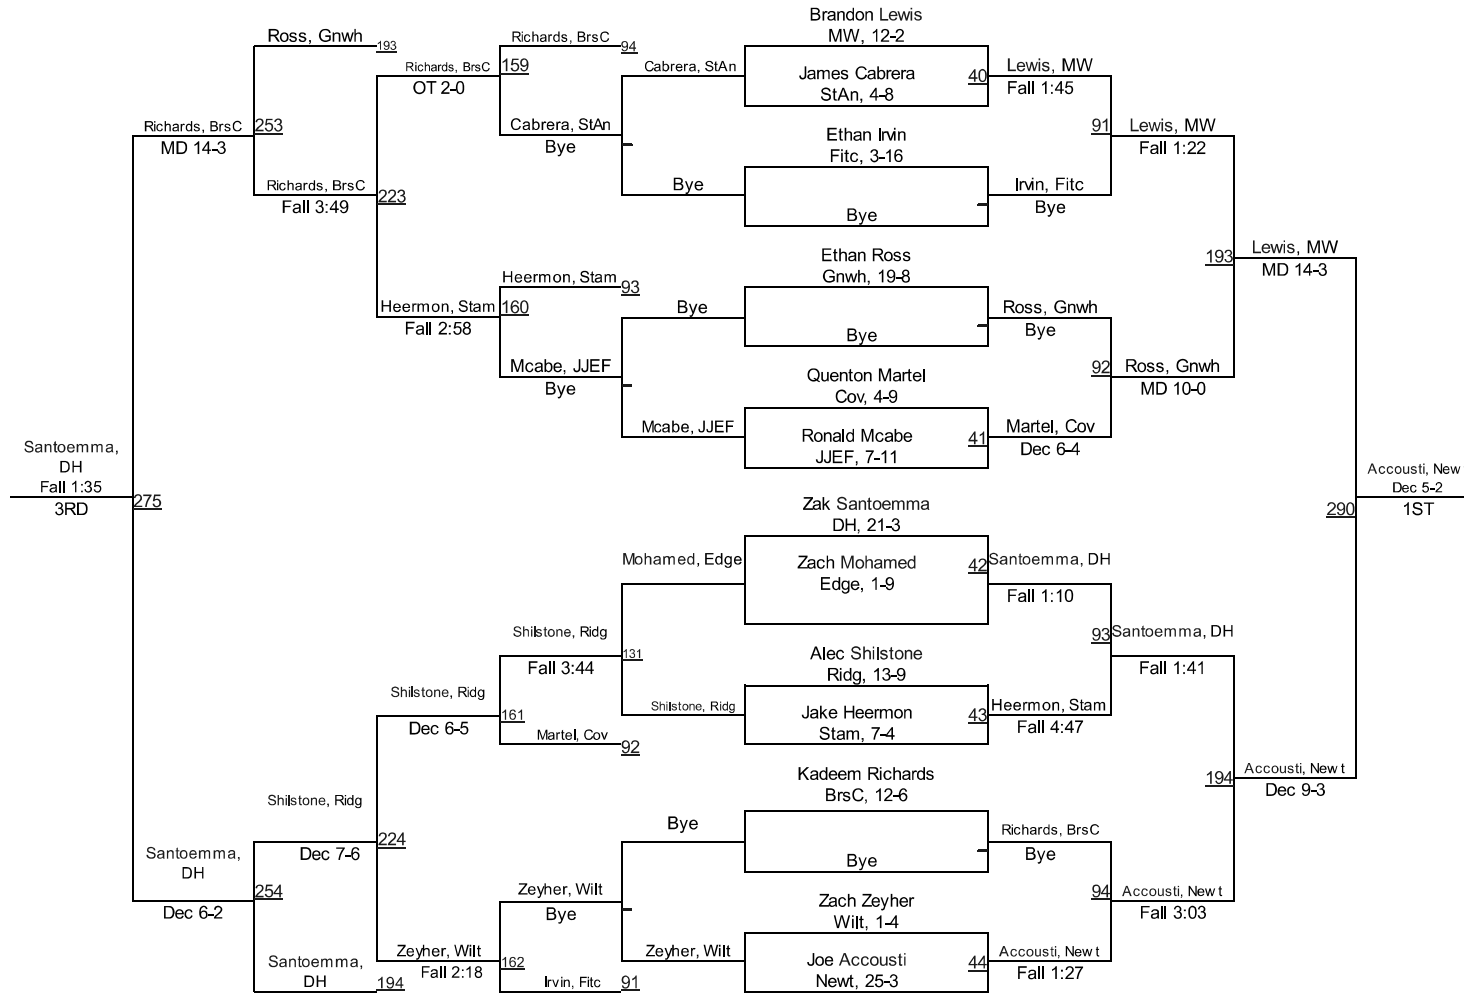 Brandon Lewis
MW, 12-2
Ross, Gnwh
193
Richards, BrsC
94
Richards, BrsC
159
OT 2-0
Cabrera, StAn
James Cabrera
StAn, 4-8
40
Lewis, MW
Fall 1:45
Richards, BrsC
253
MD 14-3
Cabrera, StAn
Bye
Ethan Irvin
Fitc, 3-16
91
Lewis, MW
Fall 1:22
Richards, BrsC
Fall 3:49
223
Bye
Bye
Irvin, Fitc
Bye
Ethan Ross
Gnwh, 19-8
193
Lewis, MW
MD 14-3
Heermon, Stam
93
Heermon, Stam
160
Fall 2:58
Bye
Bye
Ross, Gnwh
Bye
Mcabe, JJEF
Bye
Quenton Martel
Cov, 4-9
92
Ross, Gnwh
MD 10-0
Mcabe, JJEF
Ronald Mcabe
JJEF, 7-11
41
Martel, Cov
Dec 6-4
Santoemma,
DH
Fall 1:35
3RD
275
Zak Santoemma
DH, 21-3
290
Accousti, New
Dec 5-2
1ST
Mohamed, Edge
Zach Mohamed
Edge, 1-9
42
Santoemma, DH
Fall 1:10
Shilstone, Ridg
Fall 3:44
131
Alec Shilstone
Ridg, 13-9
93
Santoemma, DH
Fall 1:41
Shilstone, Ridg
Dec 6-5
161
Shilstone, Ridg
Jake Heermon
Stam, 7-4
43
Heermon, Stam
Fall 4:47
Martel, Cov
92
Kadeem Richards
BrsC, 12-6
194
Accousti, Newt
Dec 9-3
Shilstone, Ridg
Dec 7-6
224
Bye
Bye
Richards, BrsC
Bye
Santoemma,
DH
Dec 6-2
254
Zeyher, Wilt
Bye
Zach Zeyher
Wilt, 1-4
94
Accousti, Newt
Fall 3:03
Santoemma,
DH
194
Zeyher, Wilt
Fall 2:18
162
Zeyher, Wilt
Joe Accousti
Newt, 25-3
44
Accousti, Newt
Fall 1:27
Irvin, Fitc
91